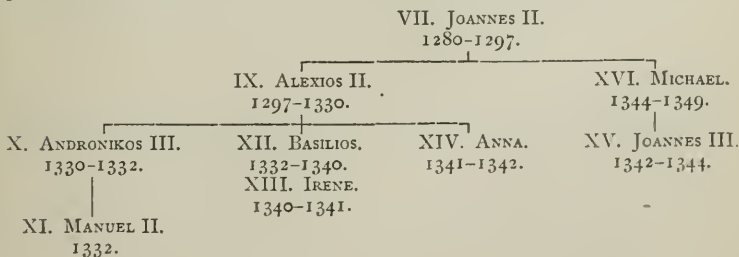 VII. JOANNES II.
1280-1297.
IX. ALEXIOS II.
1297-1330.
XVI. MICHAEL.
1344-1349.
X. ANDRONIKOS III.
1330-1332.
XII. BASILIOS.
1332-1340.
XIII. IRENE.
1340-1341.
XIV. ANNA.
1341-1342.
XV. JOANNES III.
1342-1344.
XI. MANUEL II.
1332.